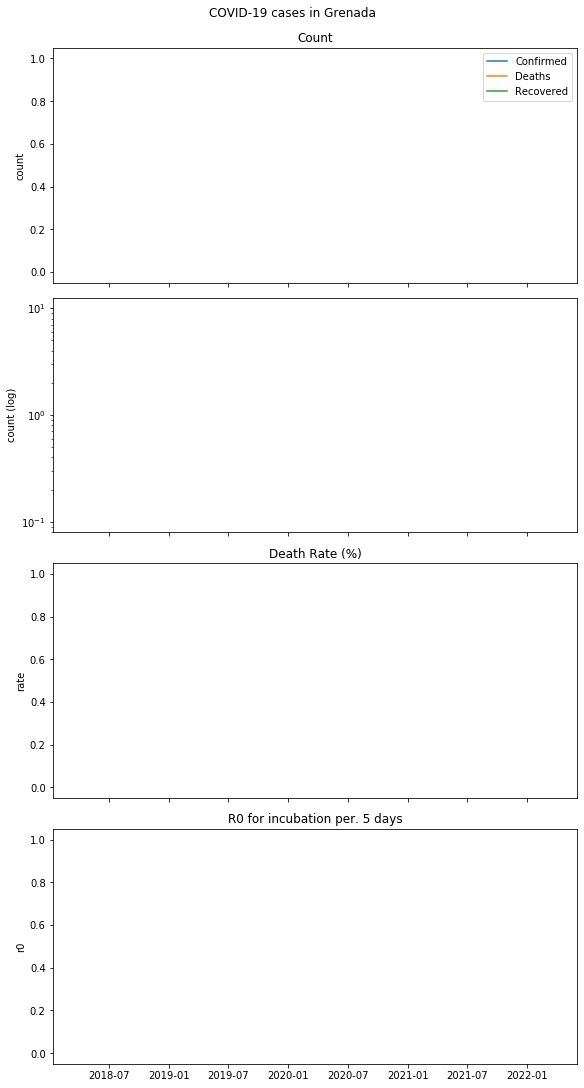 COVID-19 cases in Grenada
Count
Confirmed
Deaths
Recovered
1.0
0.8
0.6
0.4
0.2
0.0
count
10¹
10⁰
10⁻¹
count (log)
Death Rate (%)
1.0
0.8
0.6
0.4
0.2
0.0
rate
R0 for incubation per. 5 days
1.0
0.8
0.6
0.4
0.2
0.0
r0
2018-07 2019-01 2019-07 2020-01 2020-07 2021-01 2021-07 2022-01